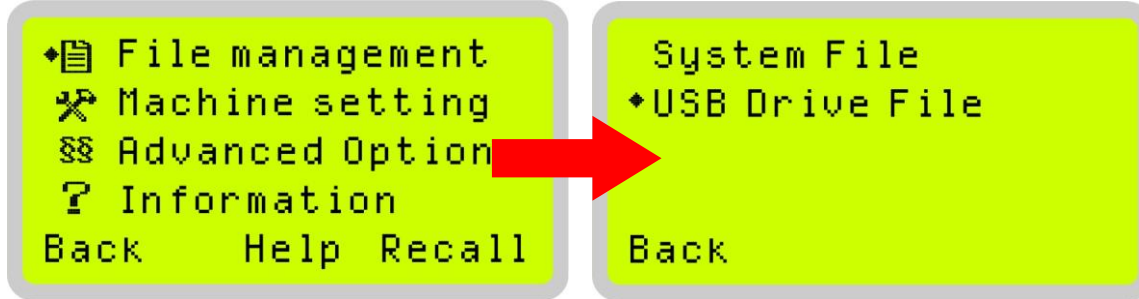 File management
Machine setting
Advanced Option
Information
Back Help Recall
System File
USB Drive File
Back